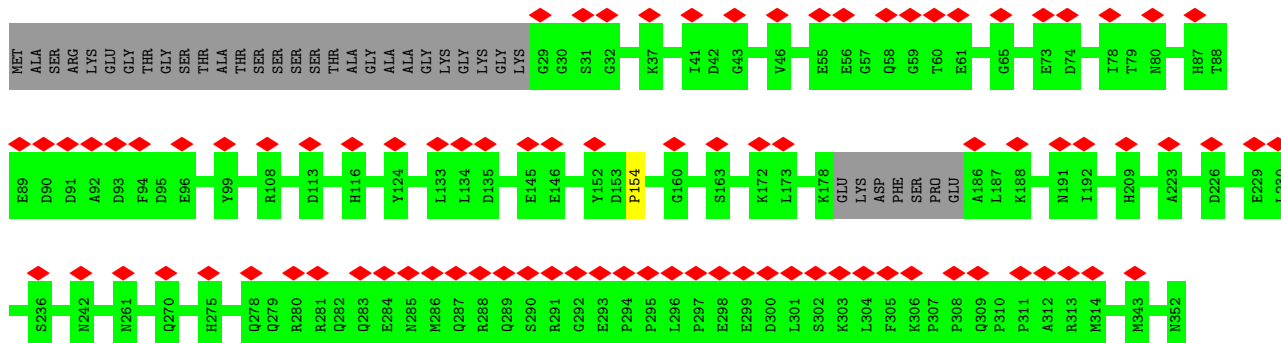 MET ALA SER ARG LYS GLU GLY THR GLY SER THR ALA THR SER SER SER SER THR ALA GLY ALA ALA GLY LYS GLY LYS GLY LYS G29 G30 S31 G32 K37 I41 D42 G43 V46 E55 E56 G57 Q58 G59 T60 E61 G65 E73 D74 I78 T79 N80 H87 T88
E89 D90 D91 A92 D93 F94 D95 E96 Y99 R108 D113 H116 Y124 L133 L134 D135 E145 E146 Y152 D153 P154 G160 S163 K172 L173 K178 GLU LYS ASP PHE SER PRO GLU A186 L187 K188 N191 I192 H209 A223 D226 E229 L230
S236 N242 N261 Q270 H275 Q278 Q279 R280 R281 Q282 Q283 E284 N285 M286 Q287 R288 Q289 S290 R291 G292 E293 P294 P295 L296 P297 E298 E299 D300 L301 S302 K303 L304 F305 K306 P307 P308 Q309 P310 P311 A312 R313 M314 M343 N352